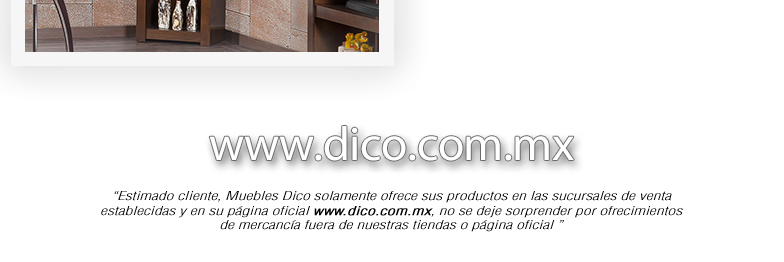 www.dico.com.mx
“Estimado cliente, Muebles Dico solamente ofrece sus productos en las sucursales de venta
establecidas y en su página oficial www.dico.com.mx, no se deje sorprender por ofrecimientos
de mercancía fuera de nuestras tiendas o página oficial ”